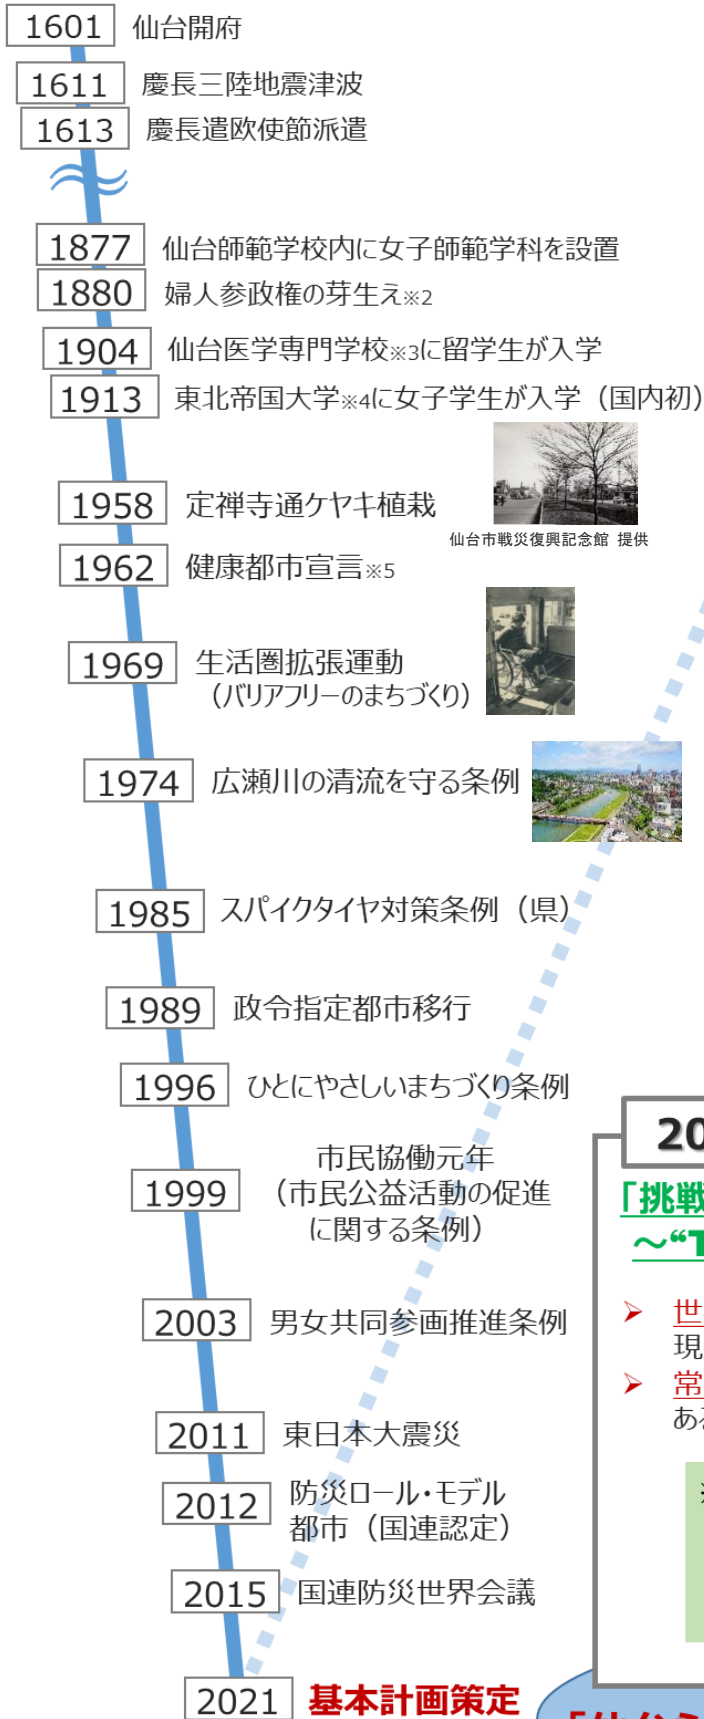 1601 仙台開府
1611 慶長三陸地震津波
1613 慶長遣欧使節派遣
1877 仙台師範学校内に女子師範学科を設置
1880 婦人参政権の芽生え※2
1904 仙台医学専門学校※3に留学生が入学
1913 東北帝国大学※4に女子学生が入学（国内初）
1958 定禅寺通ケヤキ植栽
仙台市戦災復興記念館 提供
1962 健康都市宣言※5
1969 生活圏拡張運動
（バリアフリーのまちづくり）
1974 広瀬川の清流を守る条例
1985 スパイクタイヤ対策条例（県）
1989 政令指定都市移行
1996 ひとにやさしいまちづくり条例
1999 市民協働元年
（市民公益活動の促進
に関する条例）
2003 男女共同参画推進条例
2011 東日本大震災
2012 防災ロール・モデル
都市（国連認定）
2015 国連防災世界会議
2021 基本計画策定
20
「挑戦
～“T
➢ 世
現
➢ 常
あ